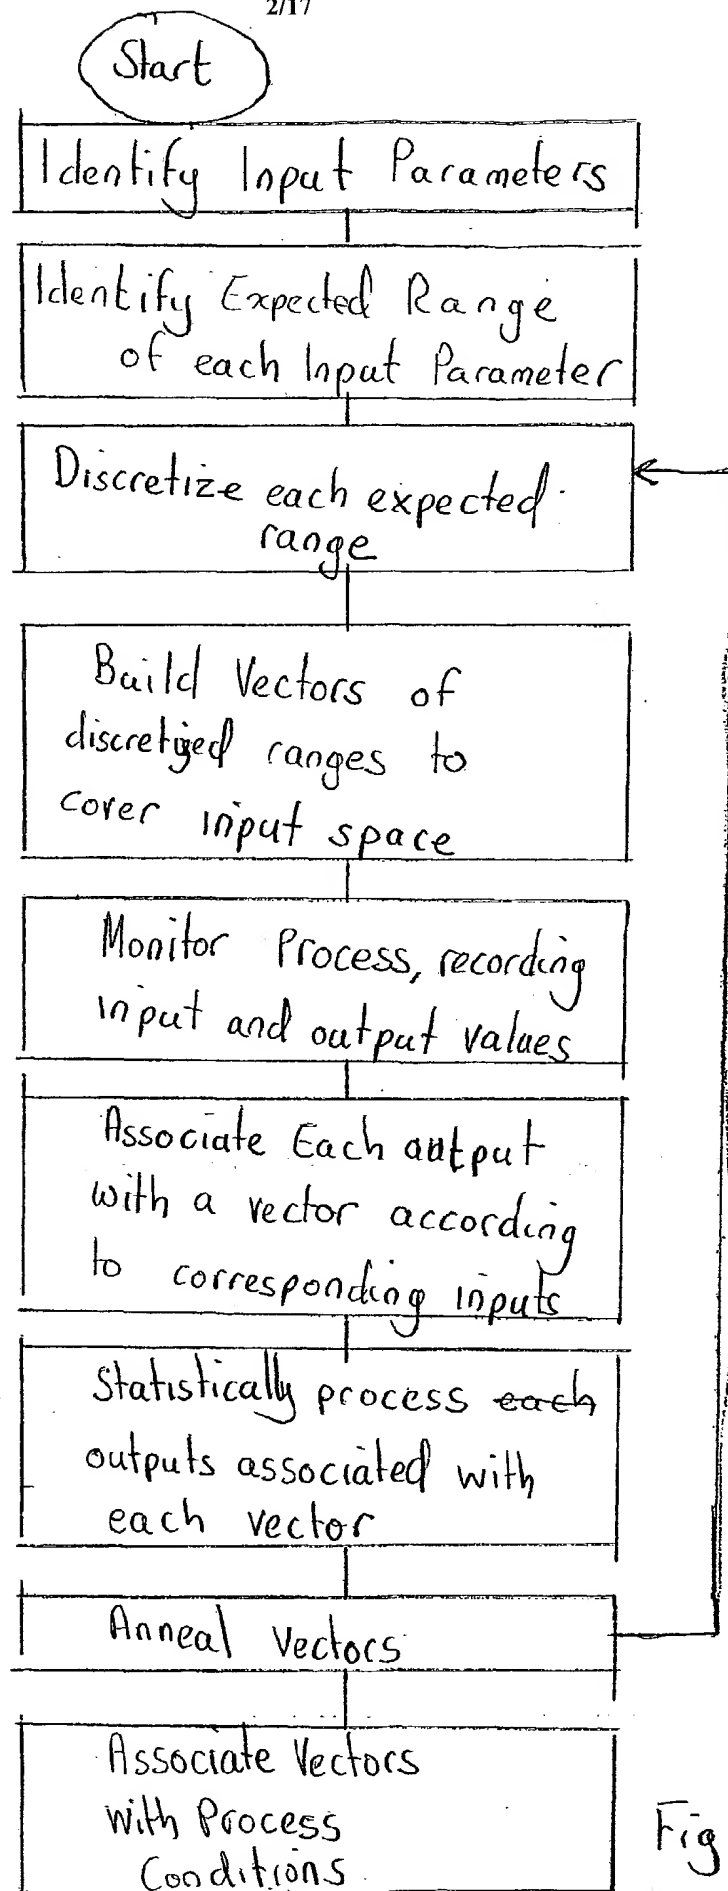 2/17
Start
Identify Input Parameters
Identify Expected Range
of each Input Parameter
Discretize each expected
range
Build Vectors of
discretized ranges to
cover input space
Monitor Process, recording
input and output values
Associate Each output
with a vector according
to corresponding inputs
Statistically process each
outputs associated with
each vector
Anneal Vectors
Associate Vectors
with Process
Conditions
Fig